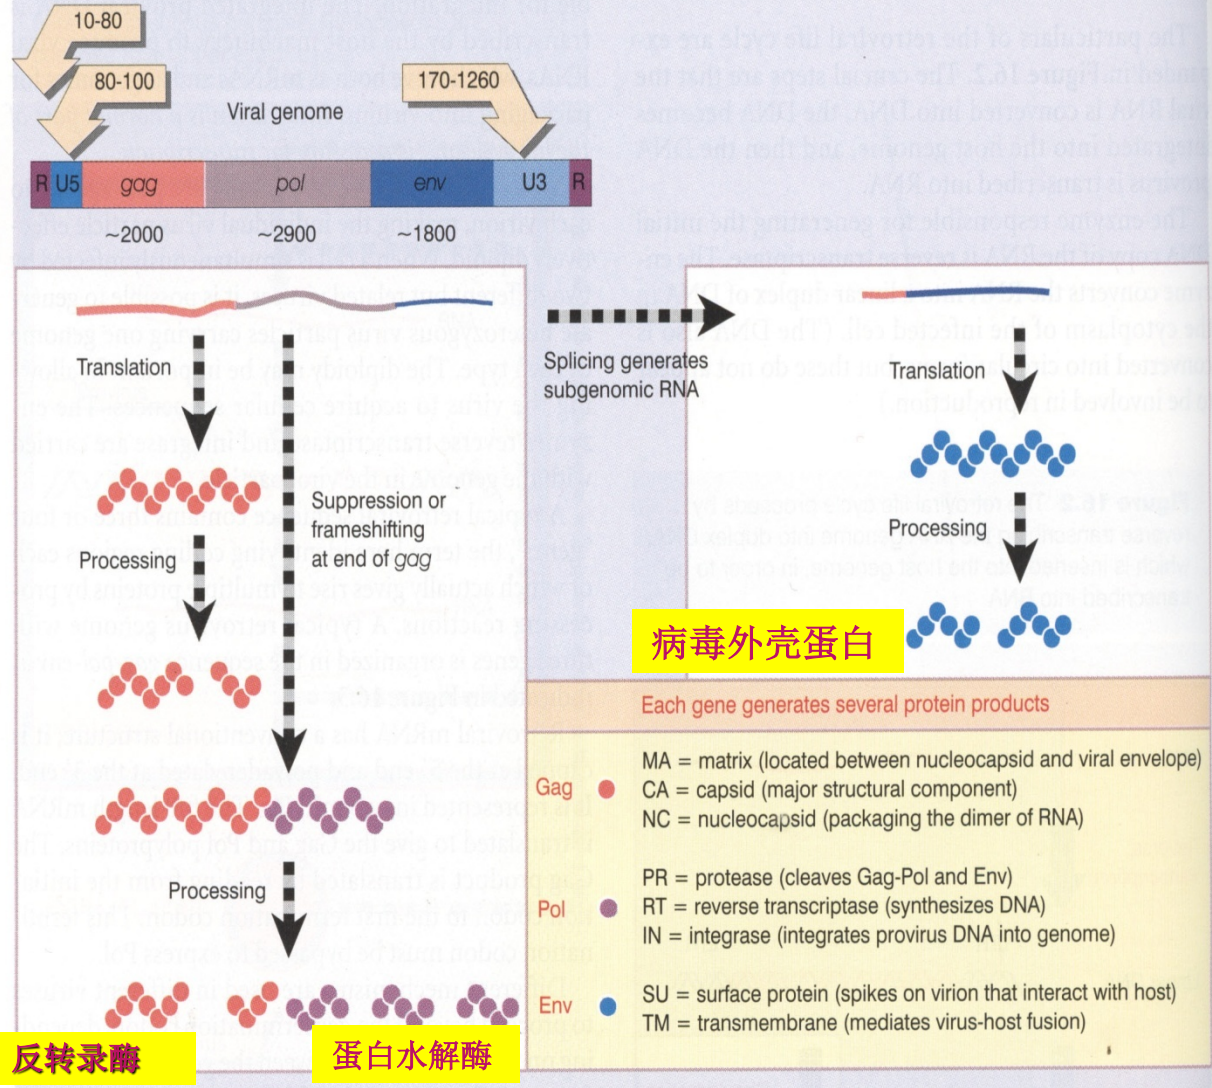 10-80
80-100
170-1260
Viral genome
R U5 gag pol env U3 R
~2000 ~2900 ~1800
Translation
Splicing generates
subgenomic RNA
Translation
Suppression or
frameshifting
at end of gag
Processing
Processing
病毒外壳蛋白
Each gene generates several protein products
Gag
MA = matrix (located between nucleocapsid and viral envelope)
CA = capsid (major structural component)
NC = nucleocapsid (packaging the dimer of RNA)
Processing
Pol
PR = protease (cleaves Gag-Pol and Env)
RT = reverse transcriptase (synthesizes DNA)
IN = integrase (integrates provirus DNA into genome)
Env
SU = surface protein (spikes on virion that interact with host)
TM = transmembrane (mediates virus-host fusion)
反转录酶
蛋白水解酶